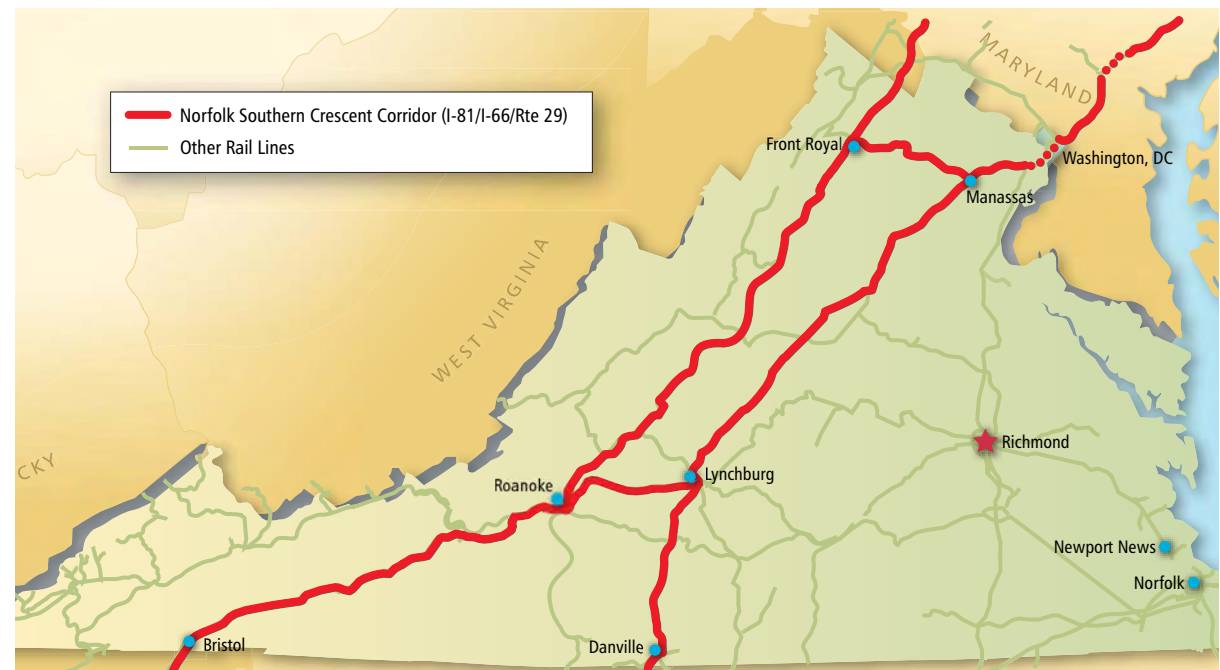 MARYLAND
Norfolk Southern Crescent Corridor (I-81/I-66/Rte 29)
Other Rail Lines
Front Royal
Washington, DC
Manassas
WEST VIRGINIA
Richmond
CKY
Roanoke
Lynchburg
Newport News
Norfolk
Bristol
Danville